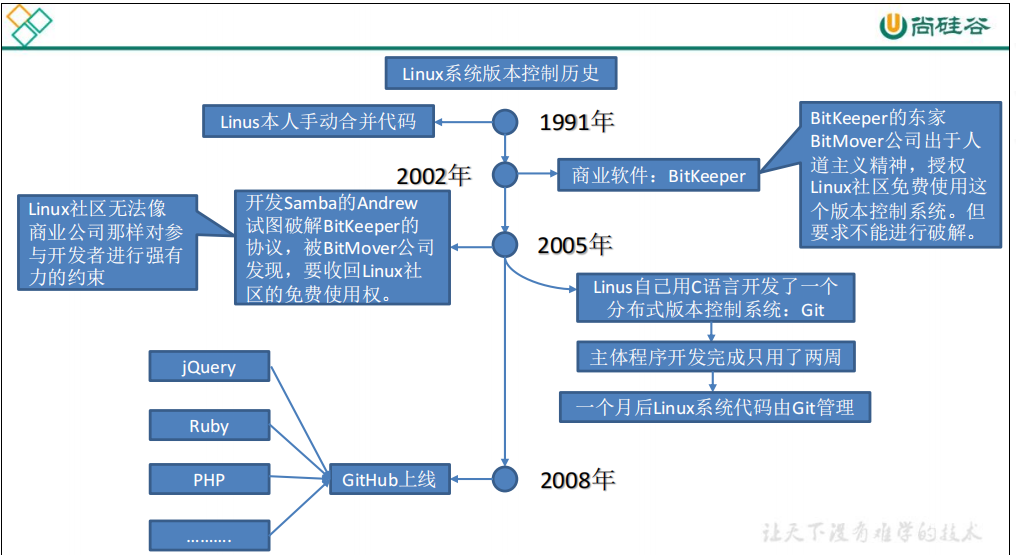 尚硅谷
Linux系统版本控制历史
Linus本人手动合并代码
1991年
BitKeeper的东家
BitMover公司出于人
道主义精神，授权
Linux社区免费使用这
个版本控制系统。但
要求不能进行破解。
2002年
商业软件：BitKeeper
Linux社区无法像
商业公司那样对参
与开发者进行强有
力的约束
开发Samba的Andrew
试图破解BitKeeper的
协议，被BitMover公司
发现，要收回Linux社
区的免费使用权。
2005年
Linus自己用C语言开发了一个
分布式版本控制系统：Git
主体程序开发完成只用了两周
一个月后Linux系统代码由Git管理
jQuery
Ruby
PHP
..........
GitHub上线
2008年
让天下没有难学的技术